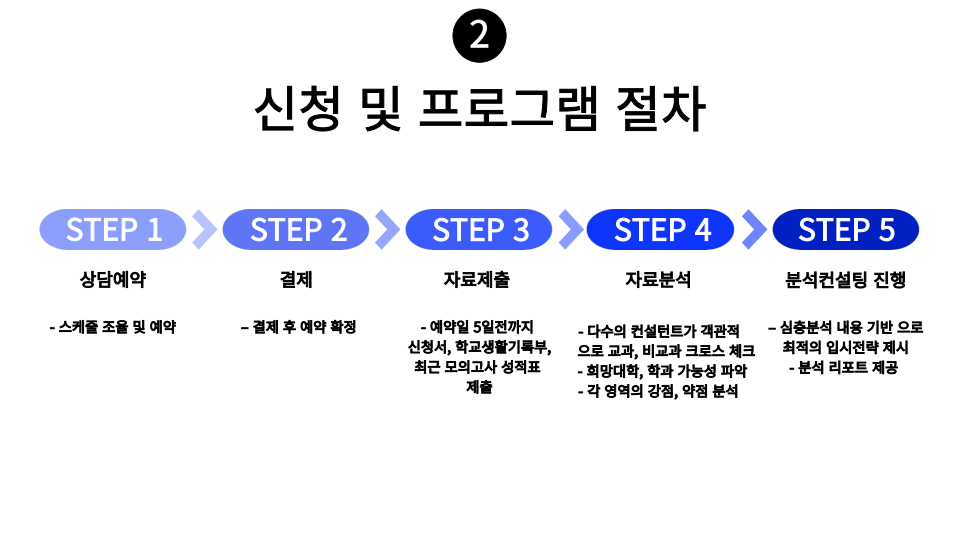 2
신청 및 프로그램 절차
STEP 1
STEP 2
STEP 3
STEP 4
STEP 5
상담예약
결제
자료제출
자료분석
분석컨설팅 진행
- 스케줄 조율 및 예약
– 결제 후 예약 확정
- 예약일 5일전까지
신청서, 학교생활기록부,
최근 모의고사 성적표
제출
- 다수의 컨설턴트가 객관적
으로 교과, 비교과 크로스 체크
- 희망대학, 학과 가능성 파악
- 각 영역의 강점, 약점 분석
– 심층분석 내용 기반 으로
최적의 입시전략 제시
- 분석 리포트 제공